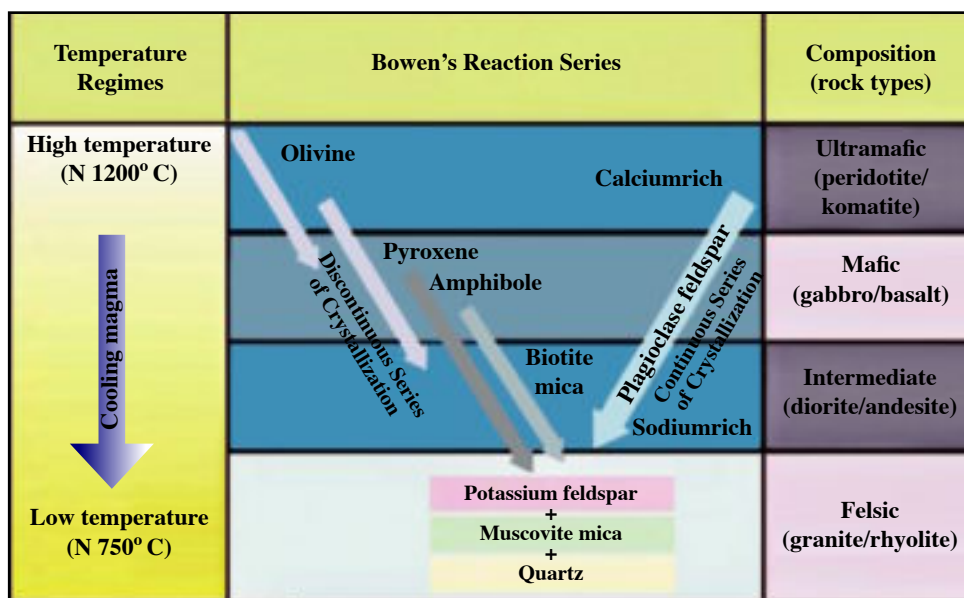 Temperature
Regimes
Bowen's Reaction Series
Composition
(rock types)
High temperature
(N 1200° C)
Cooling magma
Low temperature
(N 750° C)
Olivine
Pyroxene
Amphibole
Biotite
mica
Discontinuous Series
of Crystallization
Calciumrich
Plagioclase feldspar
Continuous Series
of Crystallization
Sodiumrich
Potassium feldspar
+
Muscovite mica
+
Quartz
Ultramafic
(peridotite/
komatite)
Mafic
(gabbro/basalt)
Intermediate
(diorite/andesite)
Felsic
(granite/rhyolite)